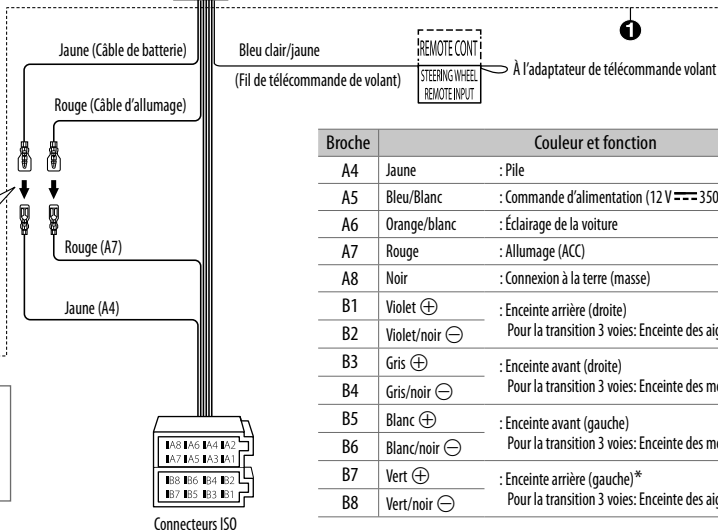 ❶
Jaune (Câble de batterie)
Bleu clair/jaune
(Fil de télécommande de volant)
REMOTE CONT
STEERING WHEEL
REMOTE INPUT
À l'adaptateur de télécommande volant
Rouge (Câble d'allumage)
Rouge (A7)
Jaune (A4)
A8 A6 A4 A2
A7 A5 A3 A1
B8 B6 B4 B2
B7 B5 B3 B1
Connecteurs ISO
Broche Couleur et fonction
A4 Jaune : Pile
A5 Bleu/Blanc : Commande d'alimentation (12 V ⎓ 350
A6 Orange/blanc : Éclairage de la voiture
A7 Rouge : Allumage (ACC)
A8 Noir : Connexion à la terre (masse)
B1 Violet ⊕ : Enceinte arrière (droite)
B2 Violet/noir ⊖ Pour la transition 3 voies: Enceinte des aig
B3 Gris ⊕ : Enceinte avant (droite)
B4 Gris/noir ⊖ Pour la transition 3 voies: Enceinte des mé
B5 Blanc ⊕ : Enceinte avant (gauche)
B6 Blanc/noir ⊖ Pour la transition 3 voies: Enceinte des mé
B7 Vert ⊕ : Enceinte arrière (gauche)*
B8 Vert/noir ⊖ Pour la transition 3 voies: Enceinte des aig